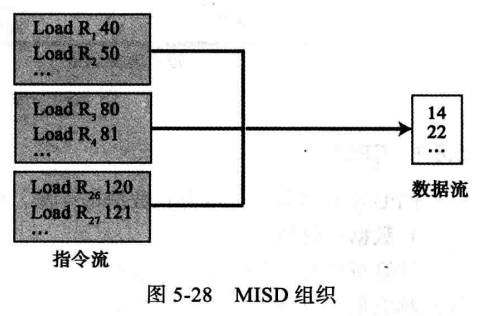 Load R₁ 40
Load R₂ 50
...
Load R₃ 80
Load R₄ 81
...
Load R₂₆ 120
Load R₂₇ 121
...
指令流
14
22
...
数据流
图 5-28 MISD 组织